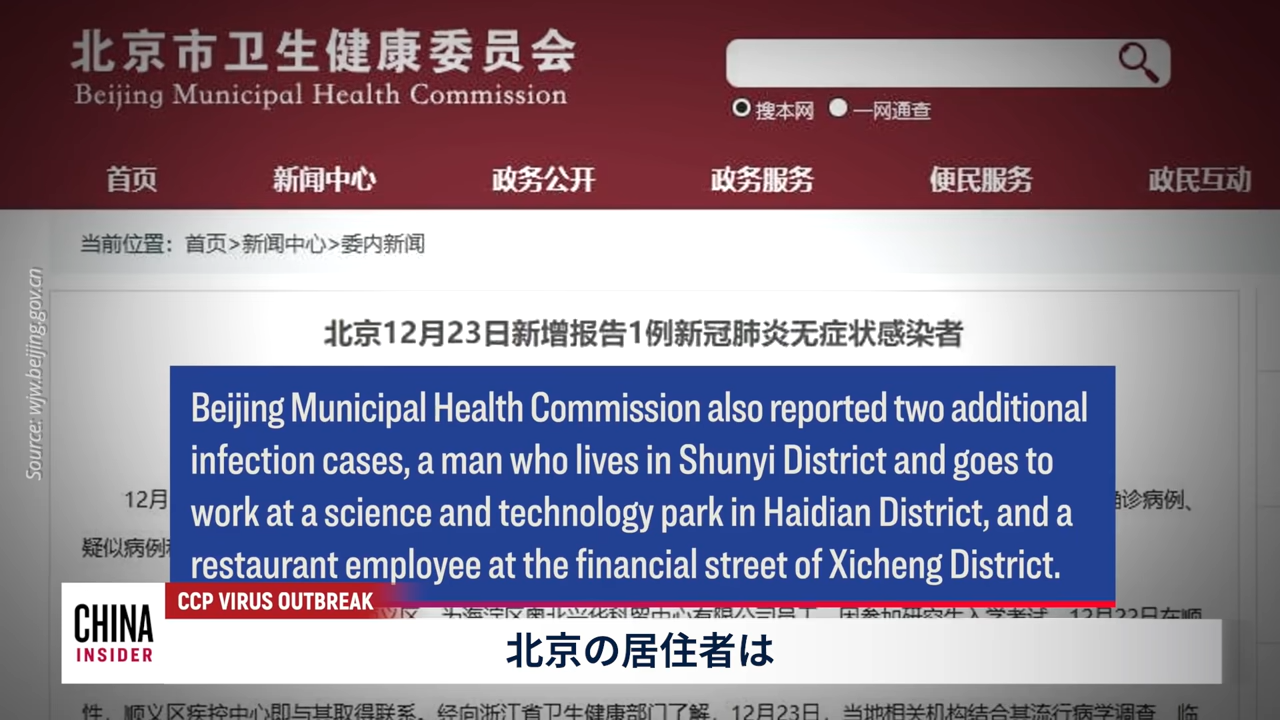 北京市卫生健康委员会
Beijing Municipal Health Commission
搜本网 一网通查
首页 新闻中心 政务公开 政务服务 便民服务 政民互动
当前位置：首页>新闻中心>委内新闻
Source: wjw.beijing.gov.cn
北京12月23日新增报告1例新冠肺炎无症状感染者
Beijing Municipal Health Commission also reported two additional
infection cases, a man who lives in Shunyi District and goes to
work at a science and technology park in Haidian District, and a
restaurant employee at the financial street of Xicheng District.
12月
确诊病例、
疑似病例
CCP VIRUS OUTBREAK
CHINA
INSIDER
北京の居住者は
性，顺义区疾控中心即与其取得联系。经向浙江省卫生健康部门了解，12月23日，当地相关机构结合其流行病学调查、临